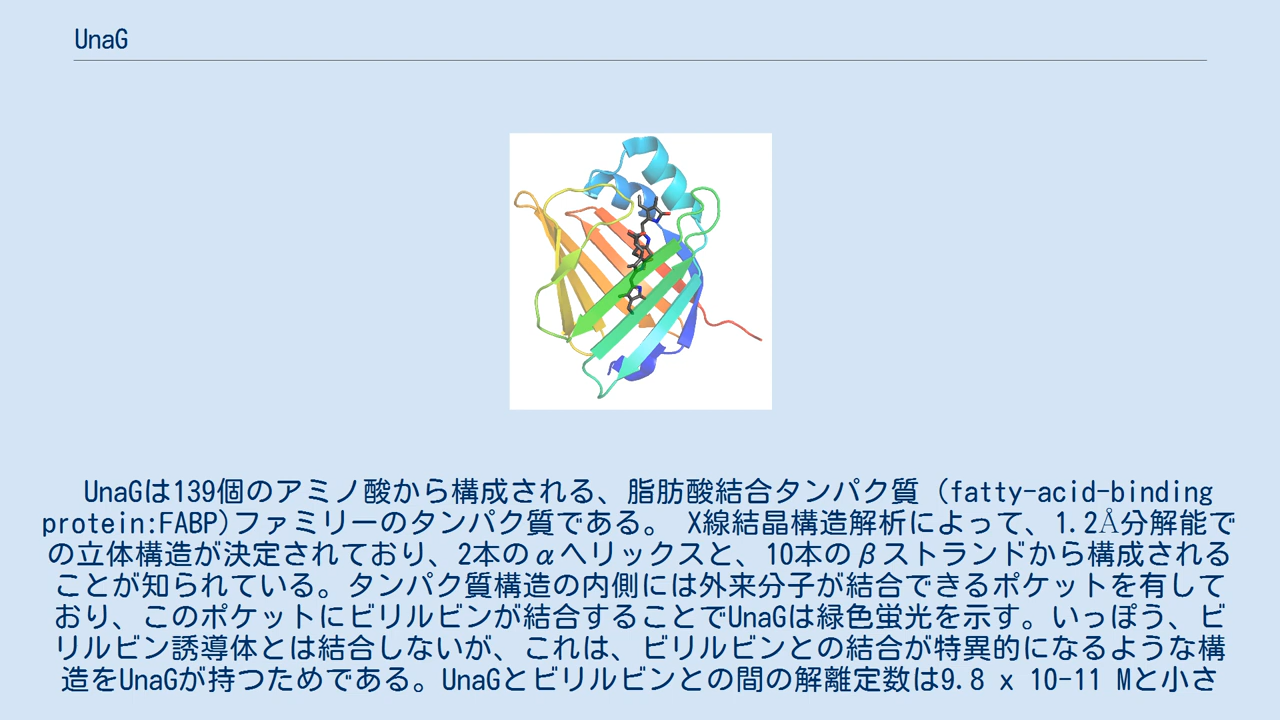 UnaG
UnaGは139個のアミノ酸から構成される、脂肪酸結合タンパク質（fatty-acid-binding
protein:FABP)ファミリーのタンパク質である。 X線結晶構造解析によって、1.2Å分解能で
の立体構造が決定されており、2本のαヘリックスと、10本のβストランドから構成される
ことが知られている。タンパク質構造の内側には外来分子が結合できるポケットを有して
おり、このポケットにビリルビンが結合することでUnaGは緑色蛍光を示す。いっぽう、ビ
リルビン誘導体とは結合しないが、これは、ビリルビンとの結合が特異的になるような構
造をUnaGが持つためである。UnaGとビリルビンとの間の解離定数は9.8 x 10-11 Mと小さ